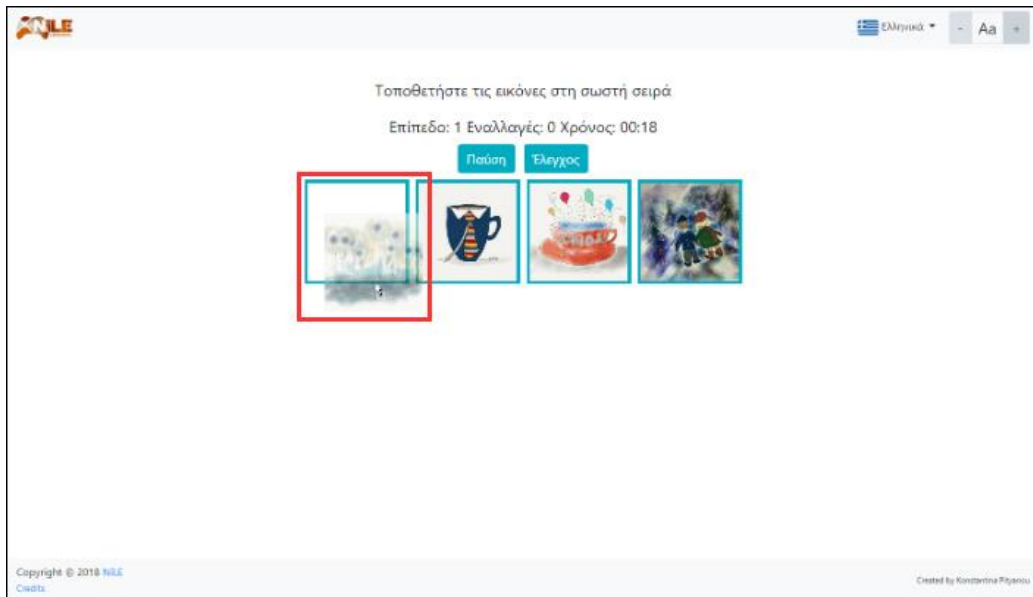 NiLE
Ελληνικά
- Aa +
Τοποθετήστε τις εικόνες στη σωστή σειρά
Επίπεδο: 1 Εναλλαγές: 0 Χρόνος: 00:18
Παύση Έλεγχος
Copyright © 2018 NiLE
Credits
Created by Konstantina Pityanou